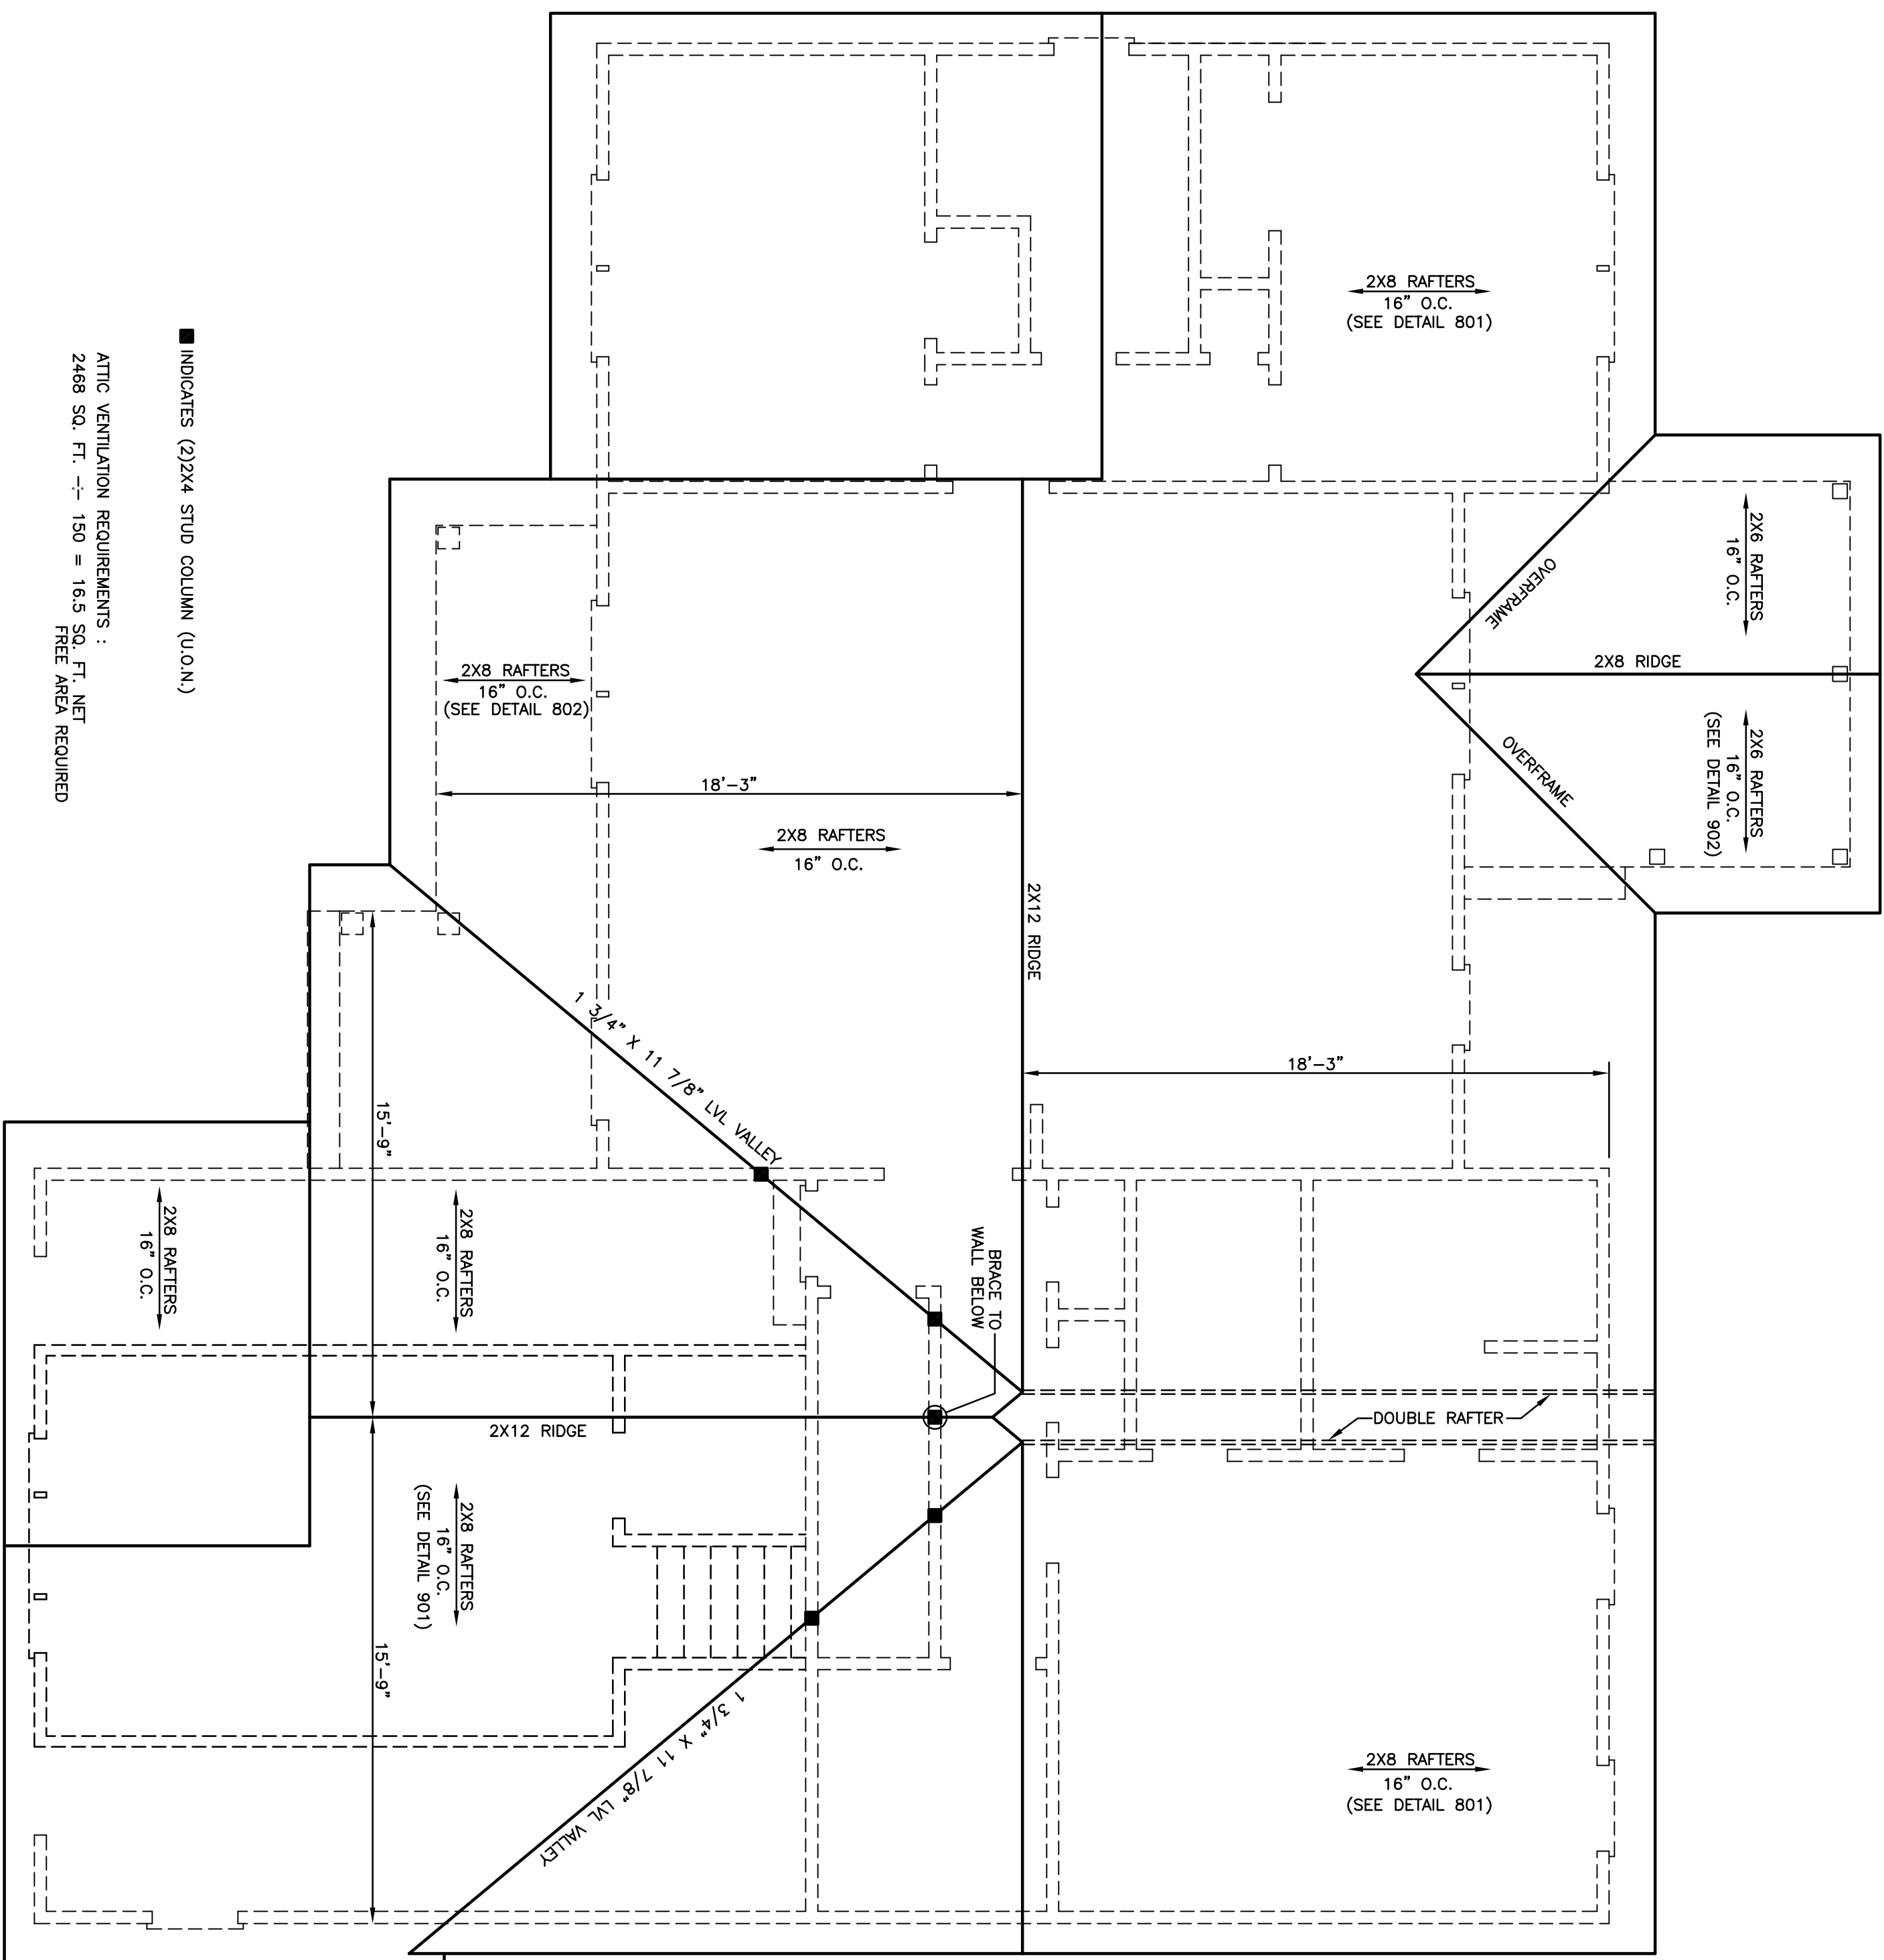 2X8 RAFTERS
16" O.C.
(SEE DETAIL 801)
2X6 RAFTERS
16" O.C.
OVERFRAME
2X8 RIDGE
2X6 RAFTERS
16" O.C.
(SEE DETAIL 902)
OVERFRAME
■ INDICATES (2)2X4 STUD COLUMN (U.O.N.)
ATTIC VENTILATION REQUIREMENTS :
2468 SQ. FT. ÷ 150 = 16.5 SQ. FT. NET
FREE AREA REQUIRED
2X8 RAFTERS
16" O.C.
(SEE DETAIL 802)
18'-3"
2X8 RAFTERS
16" O.C.
2X12 RIDGE
18'-3"
1 3/4" X 11 7/8" LVL VALLEY
15'-9"
2X8 RAFTERS
16" O.C.
2X8 RAFTERS
16" O.C.
BRACE TO
WALL BELOW
DOUBLE RAFTER
2X12 RIDGE
2X8 RAFTERS
16" O.C.
(SEE DETAIL 901)
15'-9"
1 3/4" X 11 7/8" LVL VALLEY
2X8 RAFTERS
16" O.C.
(SEE DETAIL 801)